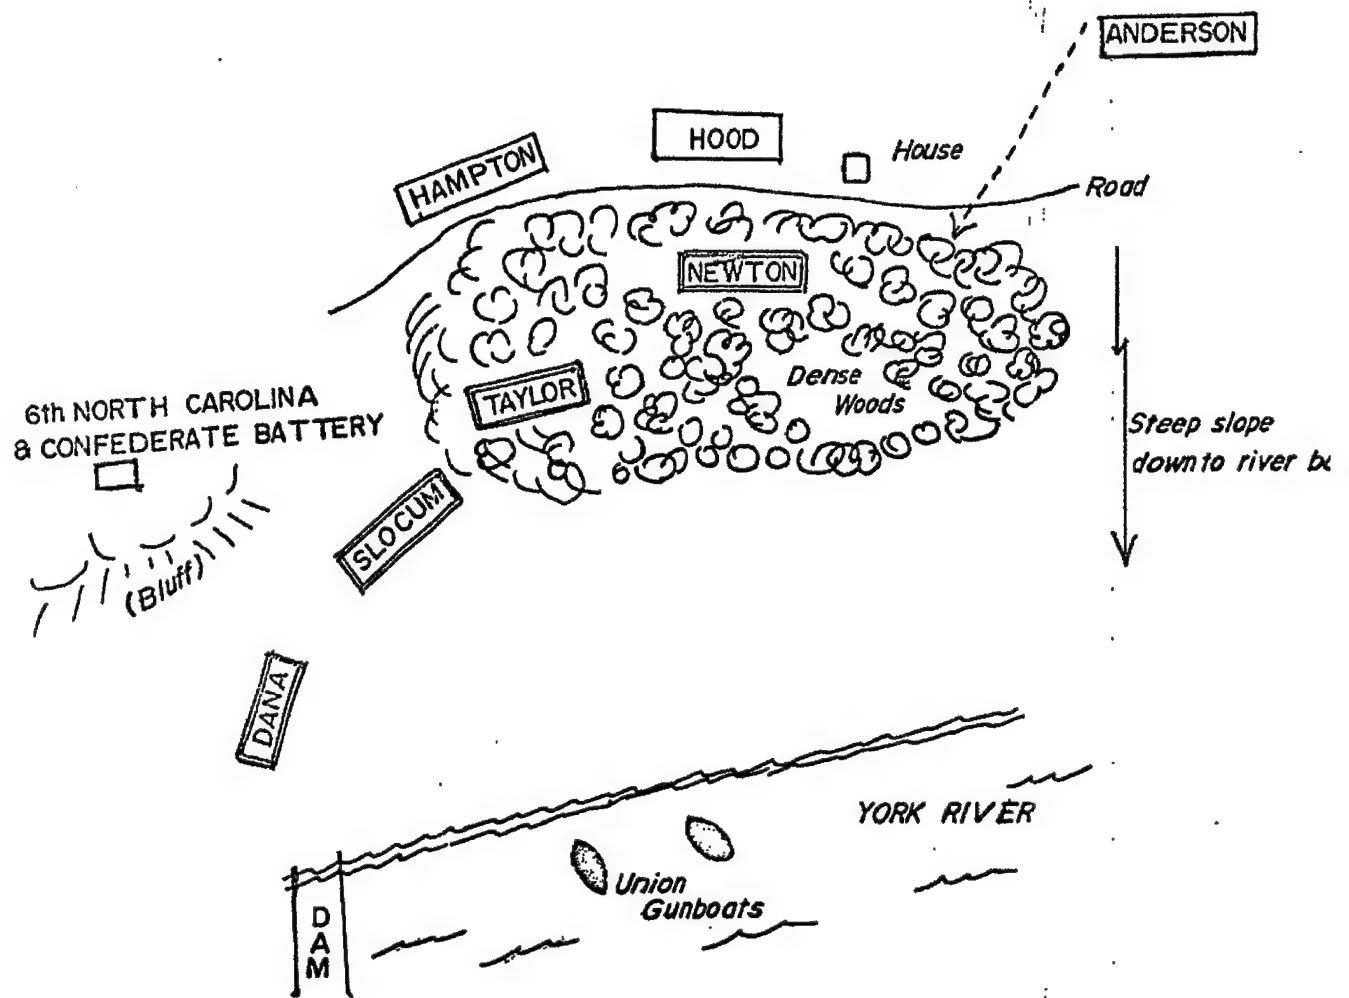 ANDERSON
HOOD
House
HAMPTON
Road
NEWTON
Dense
Woods
TAYLOR
6th NORTH CAROLINA
& CONFEDERATE BATTERY
Steep slope
down to river
SLOCUM
(Bluff)
DANA
YORK RIVER
Union
Gunboats
DAM